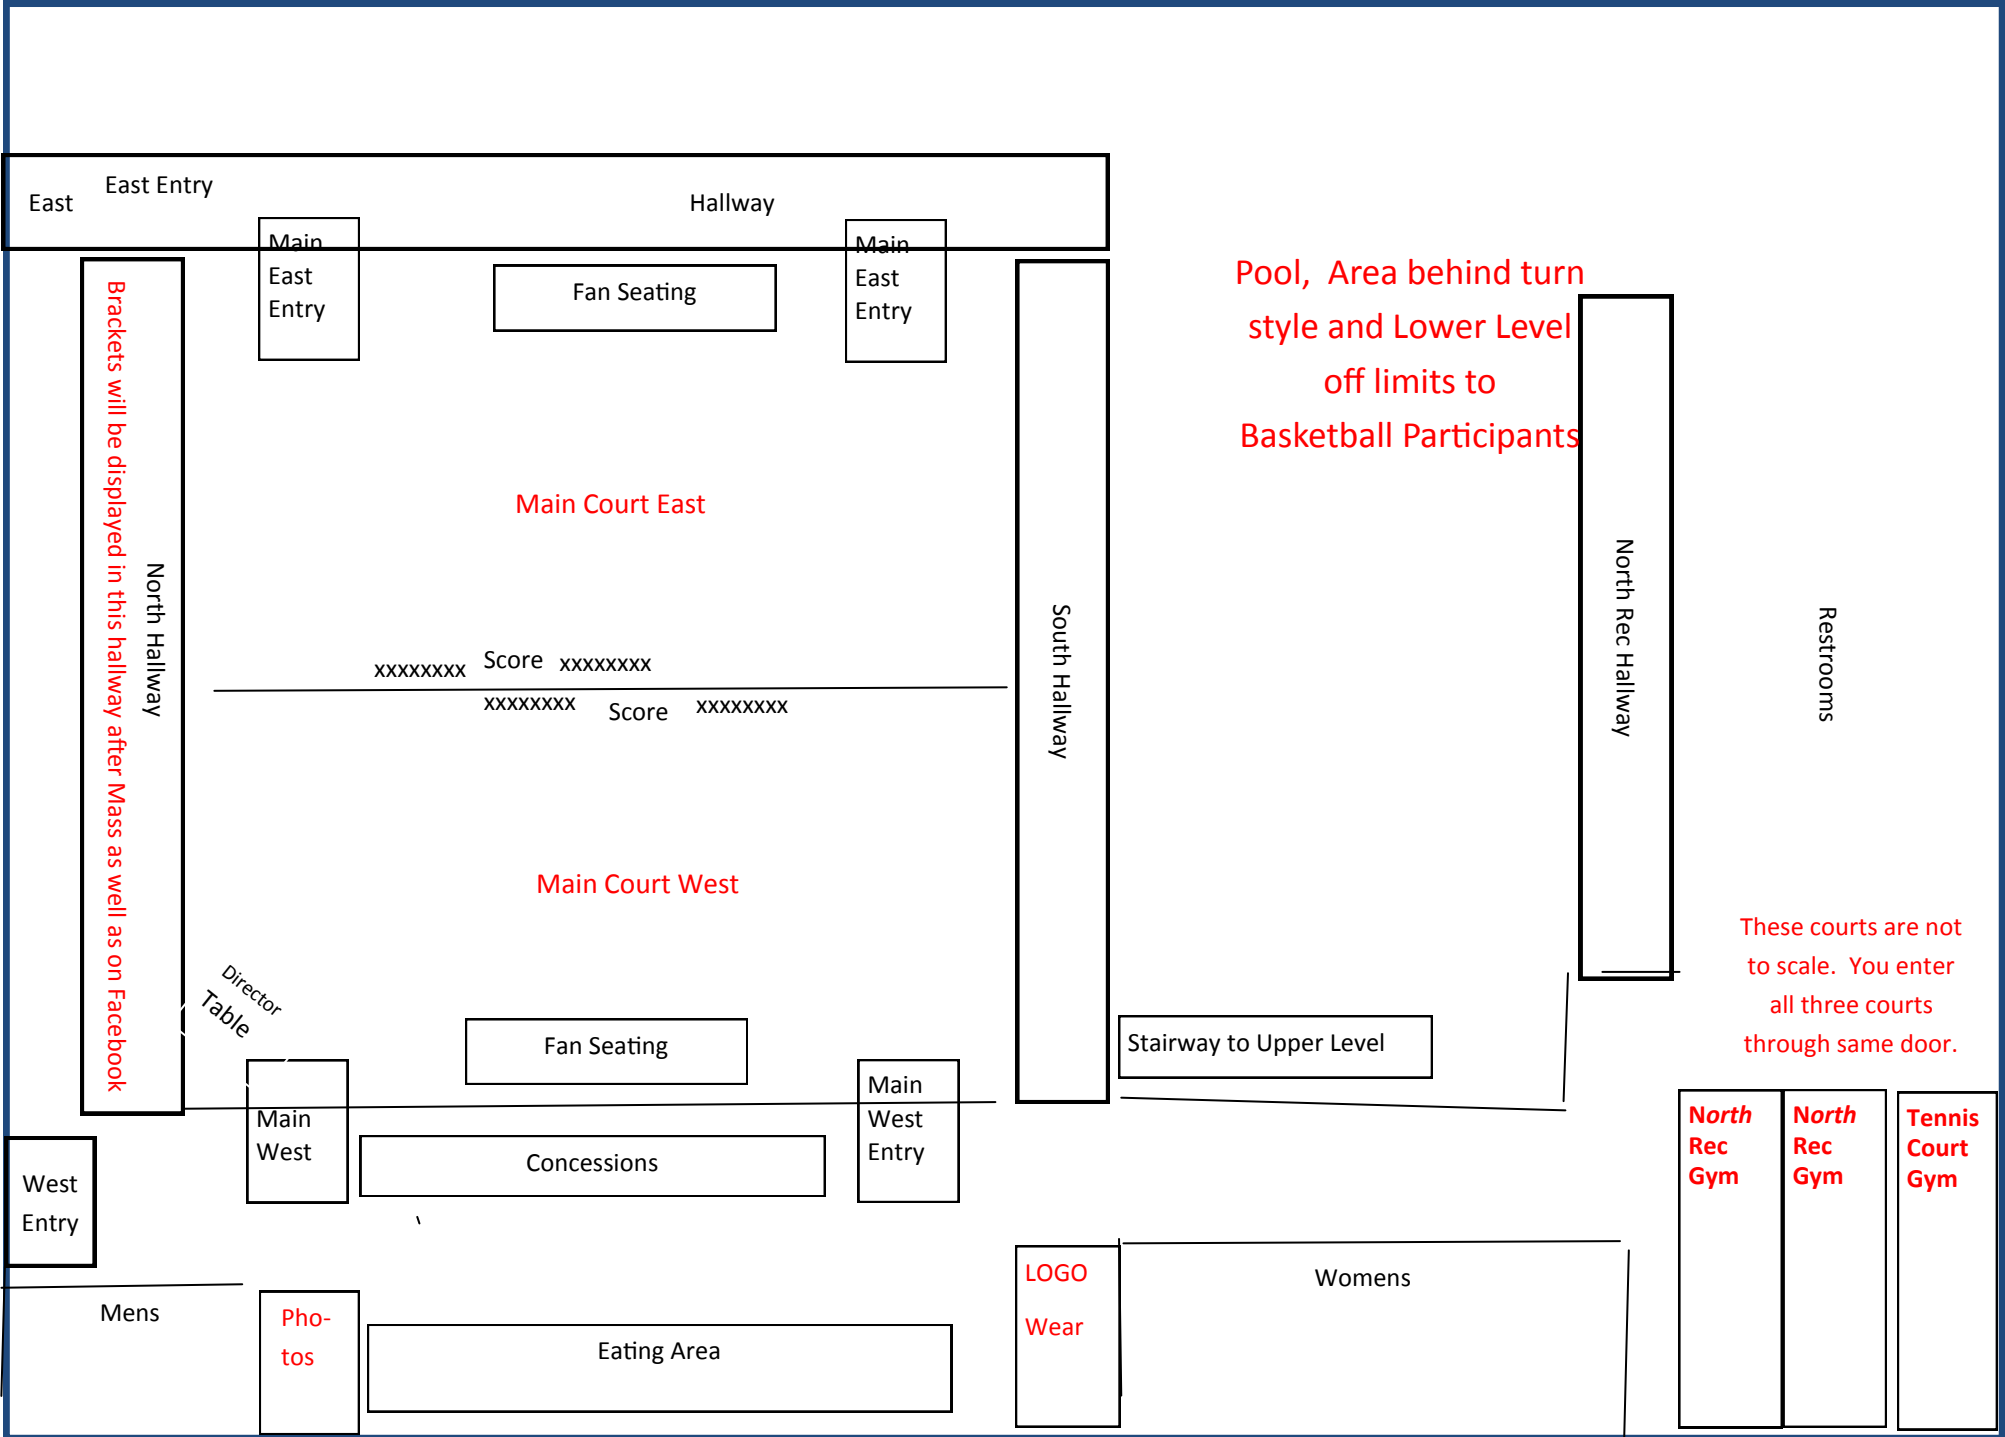 East
East Entry
Hallway
Main
East
Entry
Fan Seating
Main
East
Entry
Pool,  Area behind turn
style and Lower Level
off limits to
Basketball Participants
Brackets will be displayed in this hallway after Mass as well as on Facebook
North Hallway
Main Court East
South Hallway
North Rec Hallway
Restrooms
xxxxxxxx Score xxxxxxxx
xxxxxxxx Score xxxxxxxx
Main Court West
Director
Table
Fan Seating
Stairway to Upper Level
These courts are not
to scale.  You enter
all three courts
through same door.
Main
West
Concessions
Main
West
Entry
West
Entry
North
Rec
Gym
North
Rec
Gym
Tennis
Court
Gym
Mens
Pho-
tos
Eating Area
LOGO
Wear
Womens